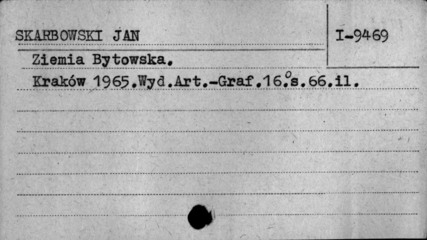 SKARBOWSKI JAN
I-9469
Ziemia Bytowska.
Kraków 1965.Wyd.Art.-Graf.16.°s.66.il.